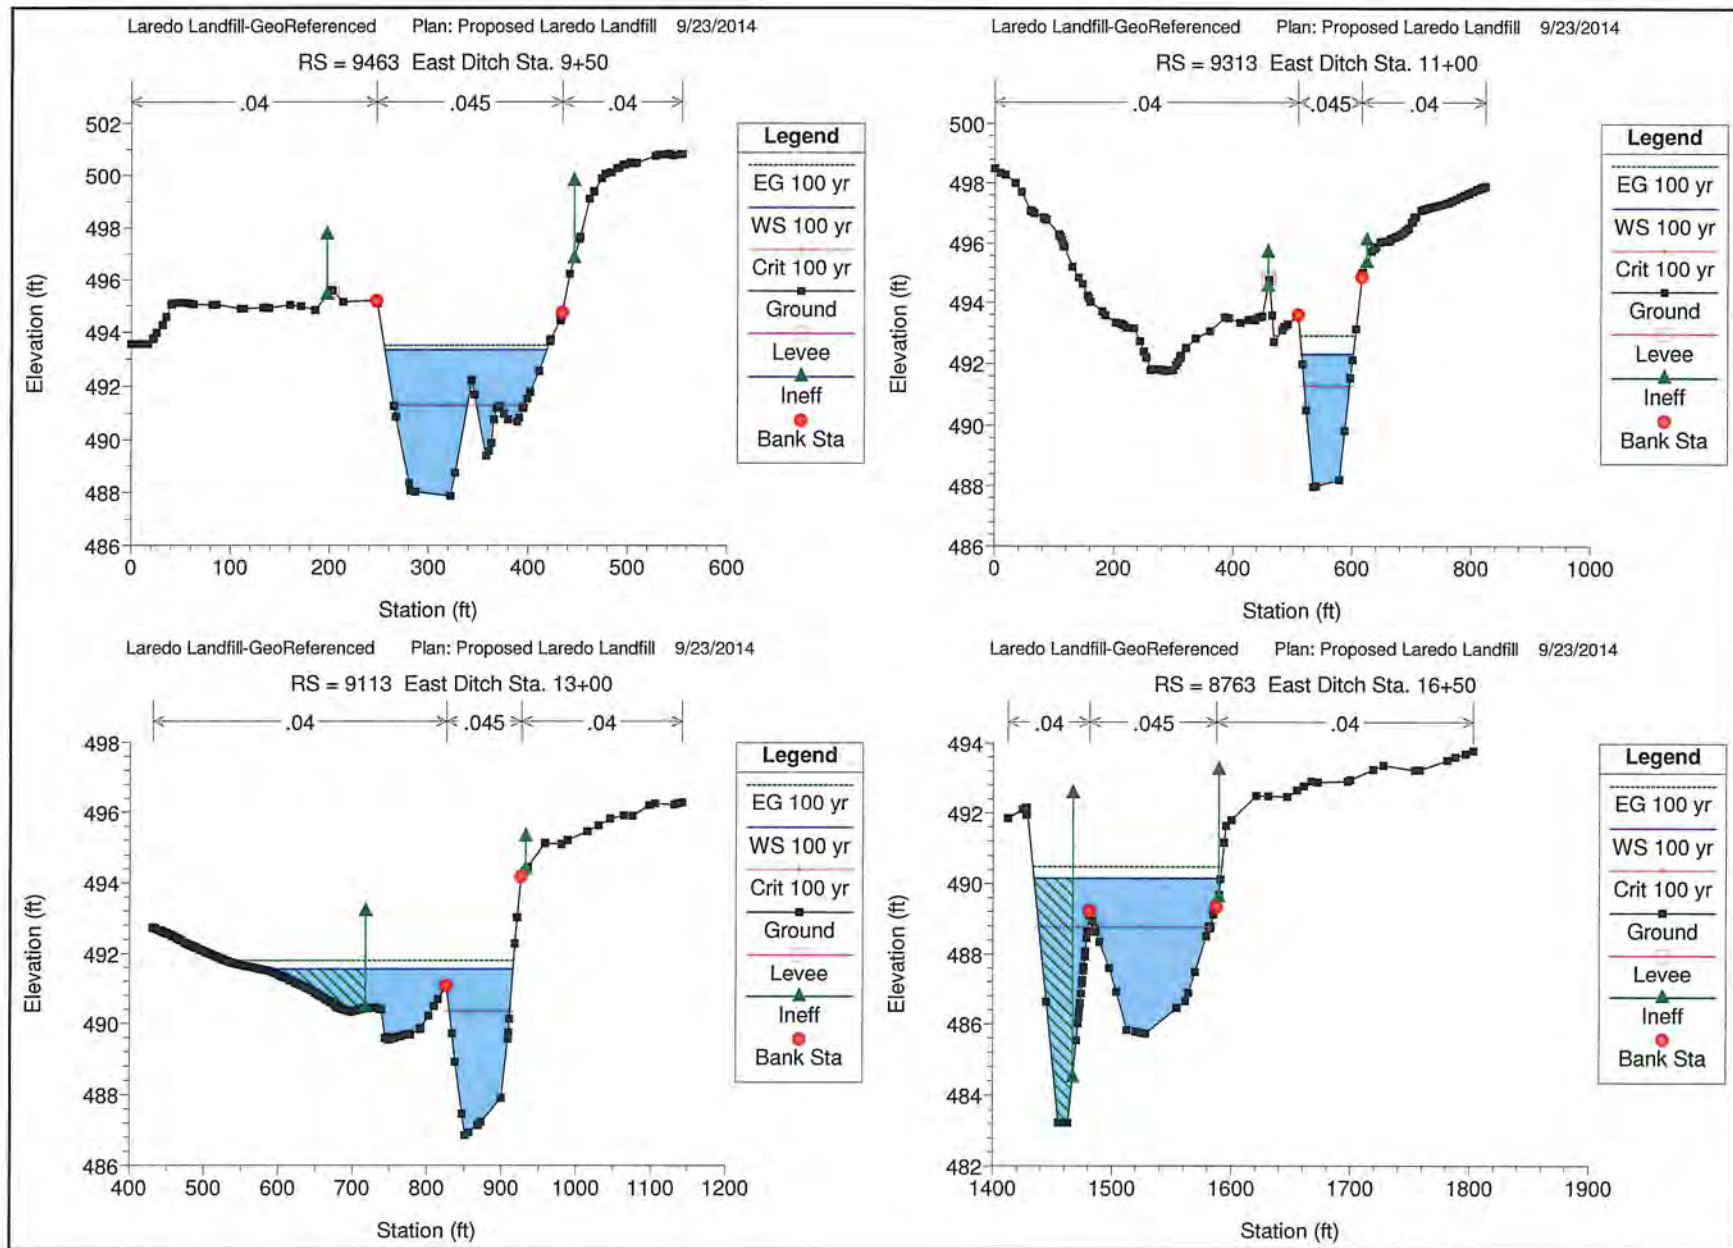 Laredo Landfill-GeoReferenced Plan: Proposed Laredo Landfill 9/23/2014
RS = 9463 East Ditch Sta. 9+50
.04 .045 .04
502
500
498
496
494
492
490
488
486
Elevation (ft)
0 100 200 300 400 500 600
Station (ft)
Legend
EG 100 yr
WS 100 yr
Crit 100 yr
Ground
Levee
Ineff
Bank Sta
Laredo Landfill-GeoReferenced Plan: Proposed Laredo Landfill 9/23/2014
RS = 9313 East Ditch Sta. 11+00
.04 .045 .04
500
498
496
494
492
490
488
486
Elevation (ft)
0 200 400 600 800 1000
Station (ft)
Legend
EG 100 yr
WS 100 yr
Crit 100 yr
Ground
Levee
Ineff
Bank Sta
Laredo Landfill-GeoReferenced Plan: Proposed Laredo Landfill 9/23/2014
RS = 9113 East Ditch Sta. 13+00
.04 .045 .04
498
496
494
492
490
488
486
Elevation (ft)
400 500 600 700 800 900 1000 1100 1200
Station (ft)
Legend
EG 100 yr
WS 100 yr
Crit 100 yr
Ground
Levee
Ineff
Bank Sta
Laredo Landfill-GeoReferenced Plan: Proposed Laredo Landfill 9/23/2014
RS = 8763 East Ditch Sta. 16+50
.04 .045 .04
494
492
490
488
486
484
482
Elevation (ft)
1400 1500 1600 1700 1800 1900
Station (ft)
Legend
EG 100 yr
WS 100 yr
Crit 100 yr
Ground
Levee
Ineff
Bank Sta